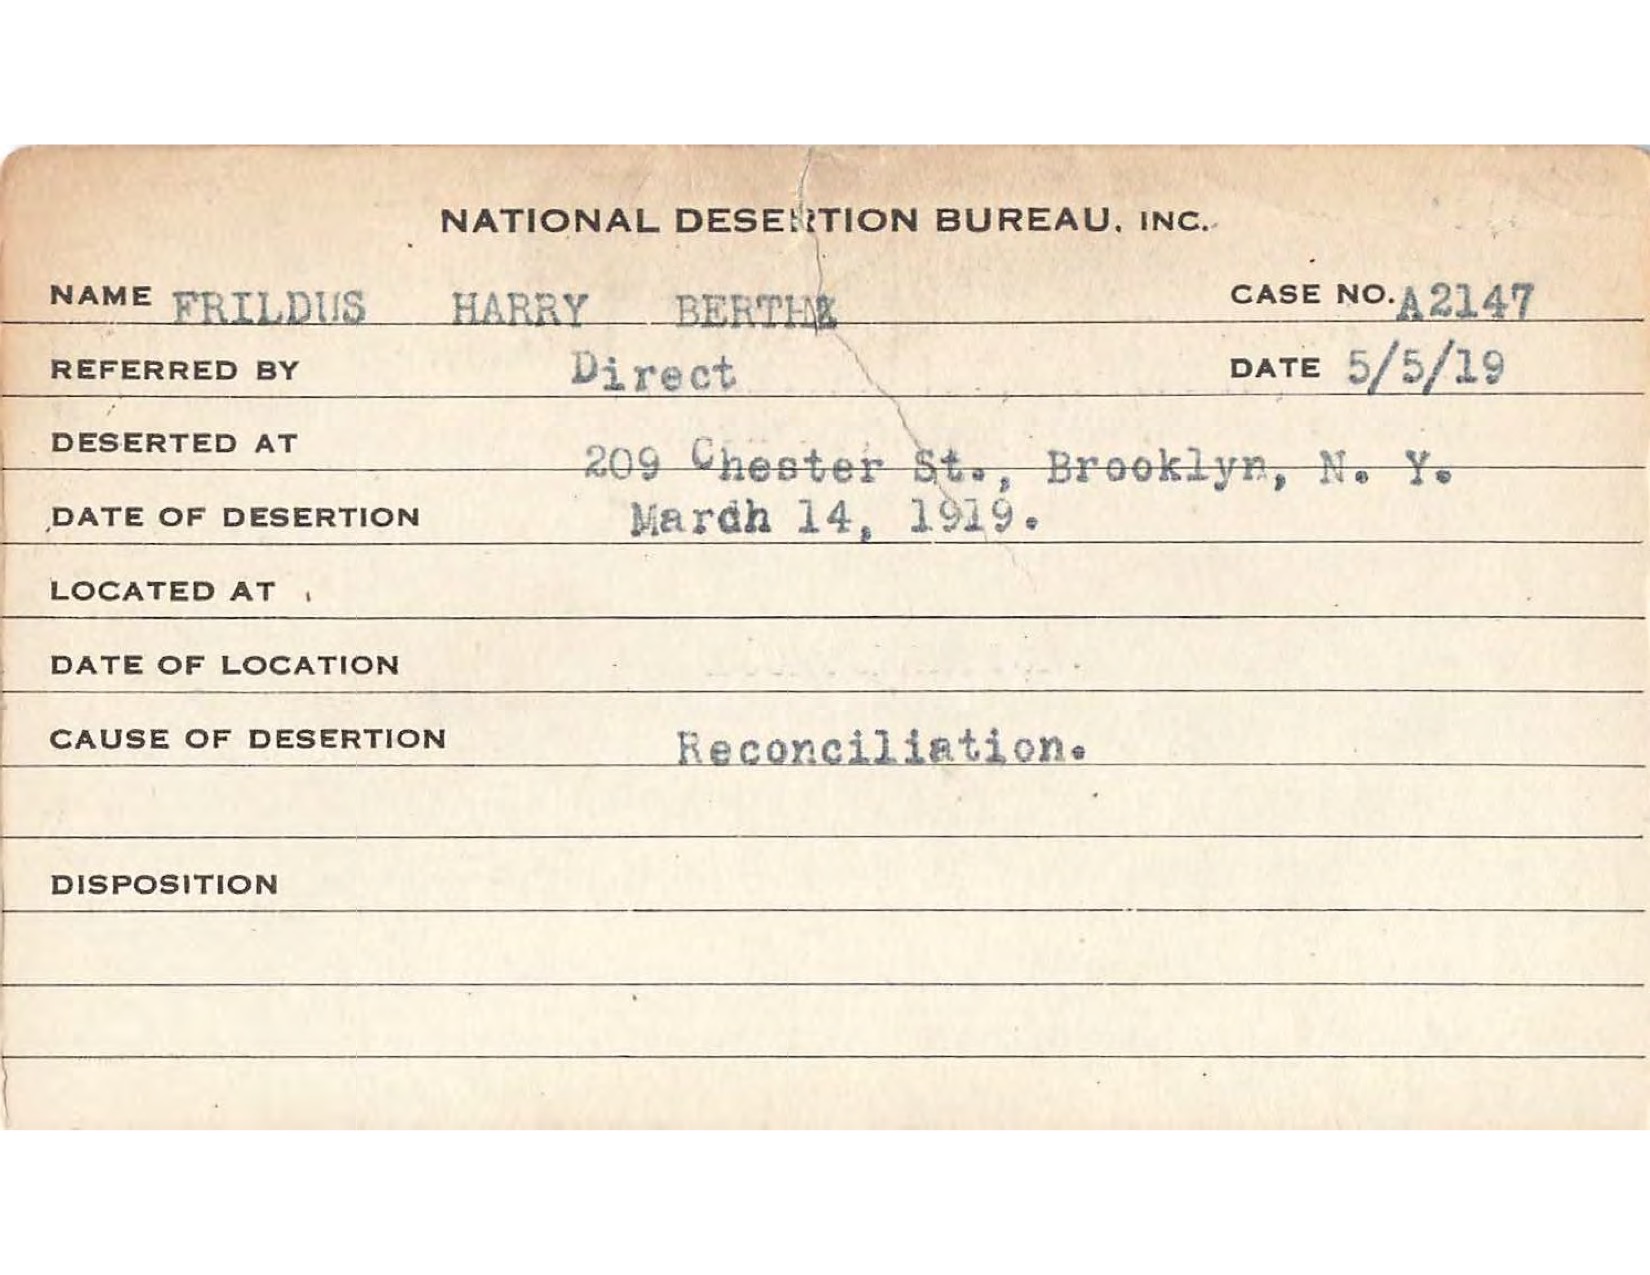 NATIONAL DESERTION BUREAU, INC.
NAME FRILDUS HARRY BERTHA CASE NO. A2147
REFERRED BY Direct DATE 5/5/19
DESERTED AT 209 Chester St., Brooklyn, N. Y.
DATE OF DESERTION March 14, 1919.
LOCATED AT
DATE OF LOCATION
CAUSE OF DESERTION Reconciliation.
DISPOSITION